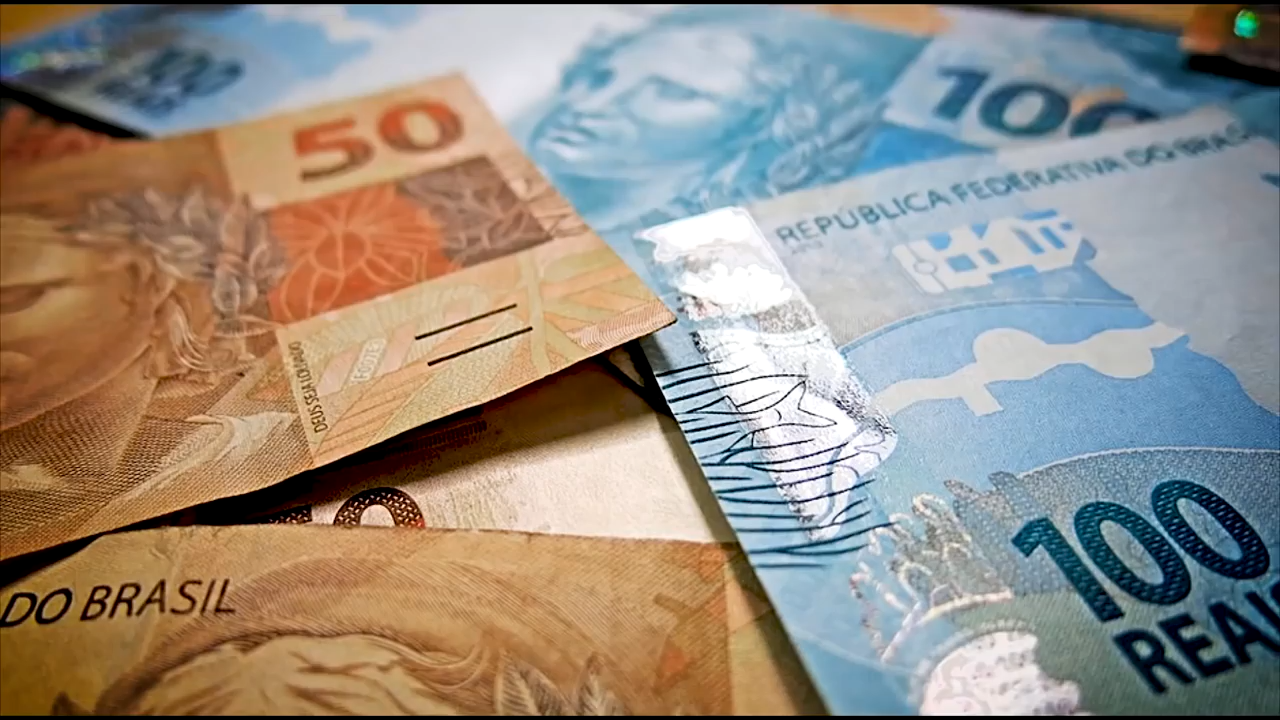 50
100
REPÚBLICA FEDERATIVA DO BRASIL
DEUS SEJA LOUVADO
DO BRASIL
100
REAIS